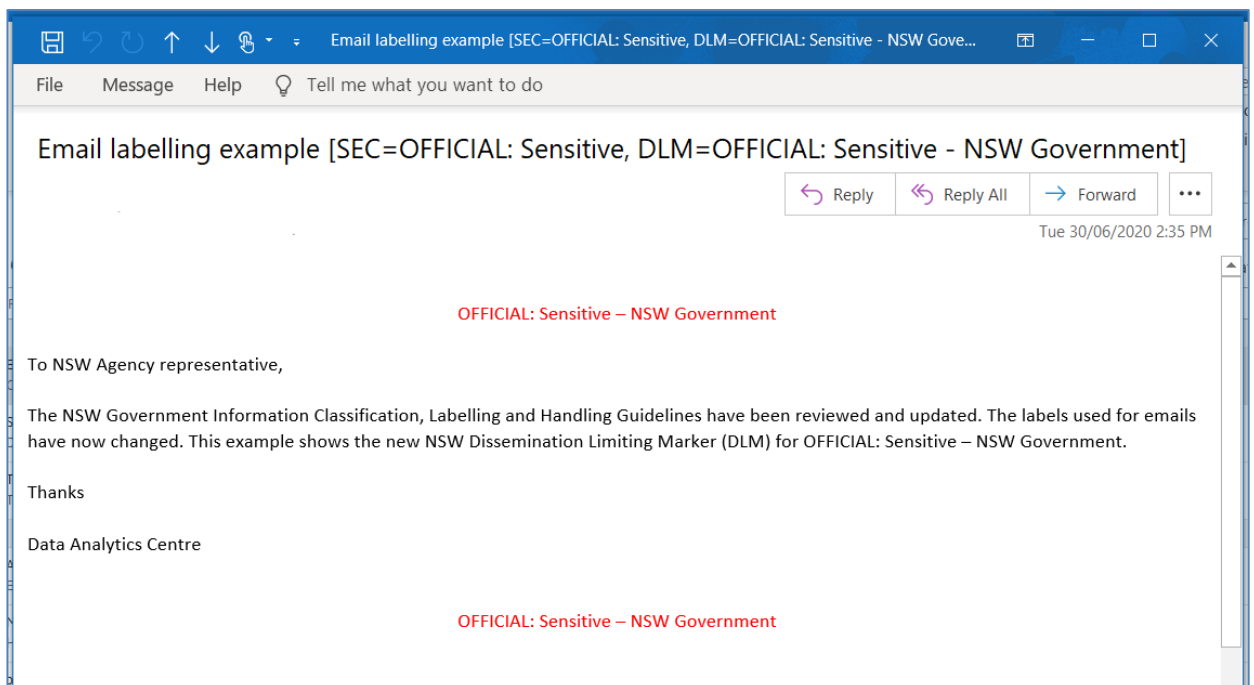 Email labelling example [SEC=OFFICIAL: Sensitive, DLM=OFFICIAL: Sensitive - NSW Gove...
File Message Help Tell me what you want to do
Email labelling example [SEC=OFFICIAL: Sensitive, DLM=OFFICIAL: Sensitive - NSW Government]
Reply Reply All Forward
Tue 30/06/2020 2:35 PM
OFFICIAL: Sensitive – NSW Government
To NSW Agency representative,
The NSW Government Information Classification, Labelling and Handling Guidelines have been reviewed and updated. The labels used for emails
have now changed. This example shows the new NSW Dissemination Limiting Marker (DLM) for OFFICIAL: Sensitive – NSW Government.
Thanks
Data Analytics Centre
OFFICIAL: Sensitive – NSW Government